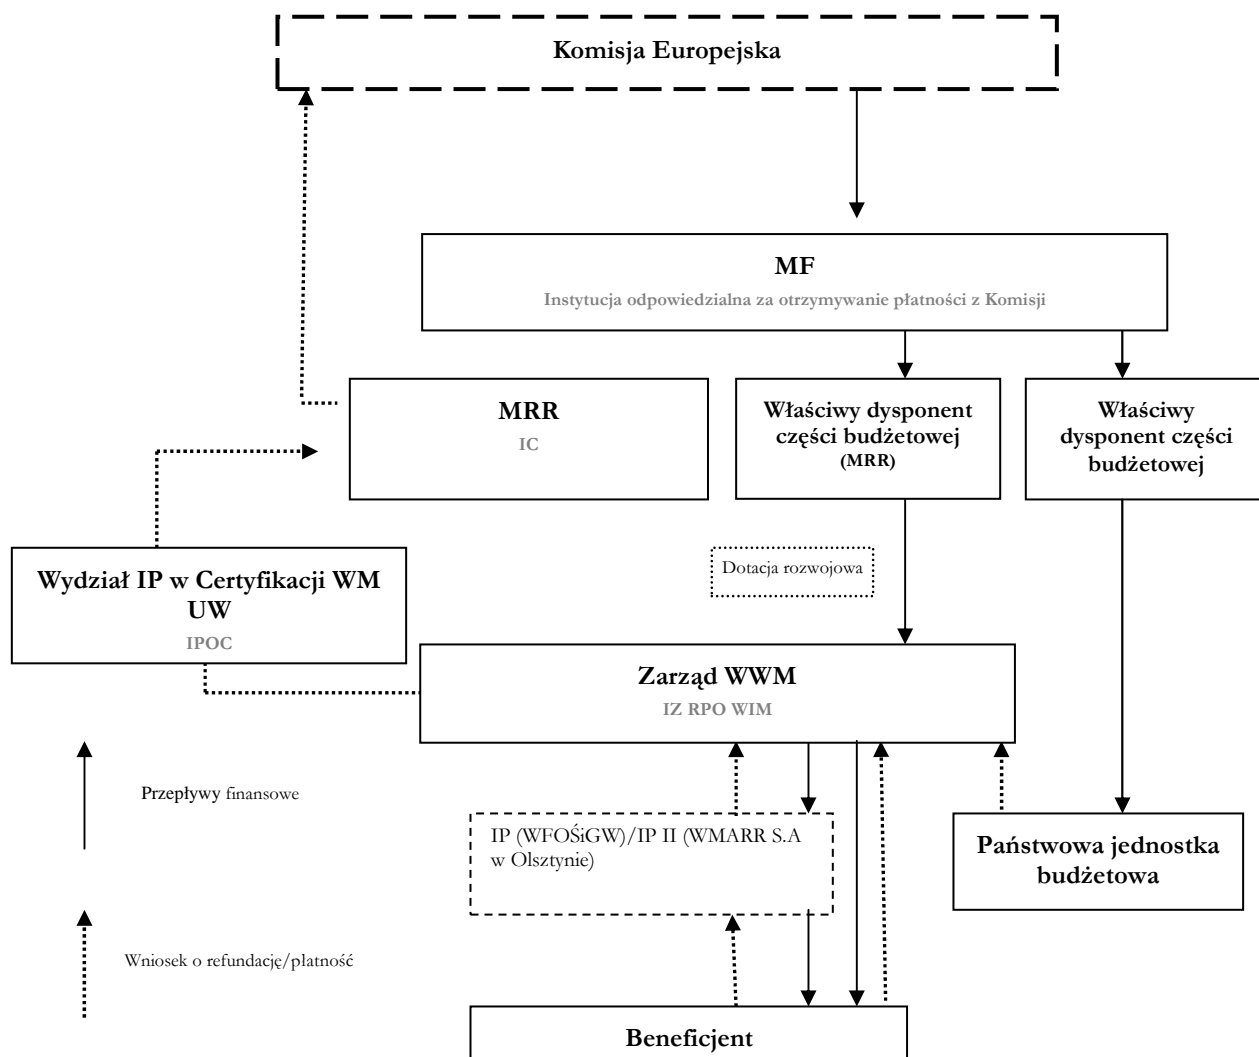 Komisja Europejska
MF
Instytucja odpowiedzialna za otrzymywanie płatności z Komisji
MRR
IC
Właściwy dysponent
części budżetowej
(MRR)
Właściwy
dysponent części
budżetowej
Wydział IP w Certyfikacji WM
UW
IPOC
Dotacja rozwojowa
Zarząd WWM
IZ RPO WIM
Przepływy finansowe
IP (WFOŚiGW)/IP II (WMARR S.A
w Olsztynie)
Państwowa jednostka
budżetowa
Wniosek o refundację/płatność
Beneficjent